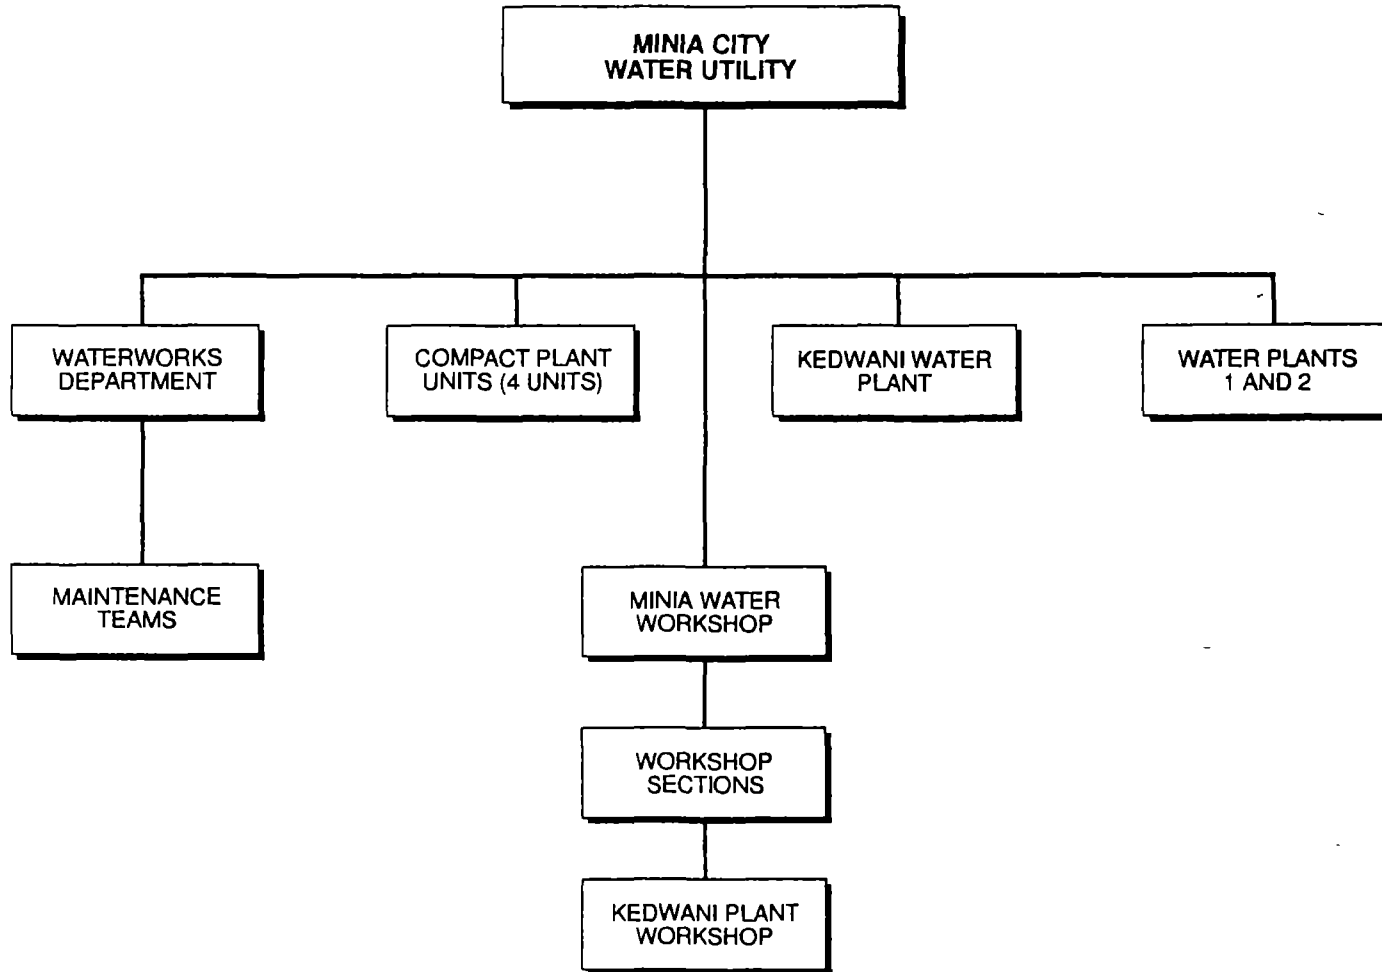 MINIA CITY
WATER UTILITY
WATERWORKS
DEPARTMENT
COMPACT PLANT
UNITS (4 UNITS)
KEDWANI WATER
PLANT
WATER PLANTS
1 AND 2
MAINTENANCE
TEAMS
MINIA WATER
WORKSHOP
WORKSHOP
SECTIONS
KEDWANI PLANT
WORKSHOP